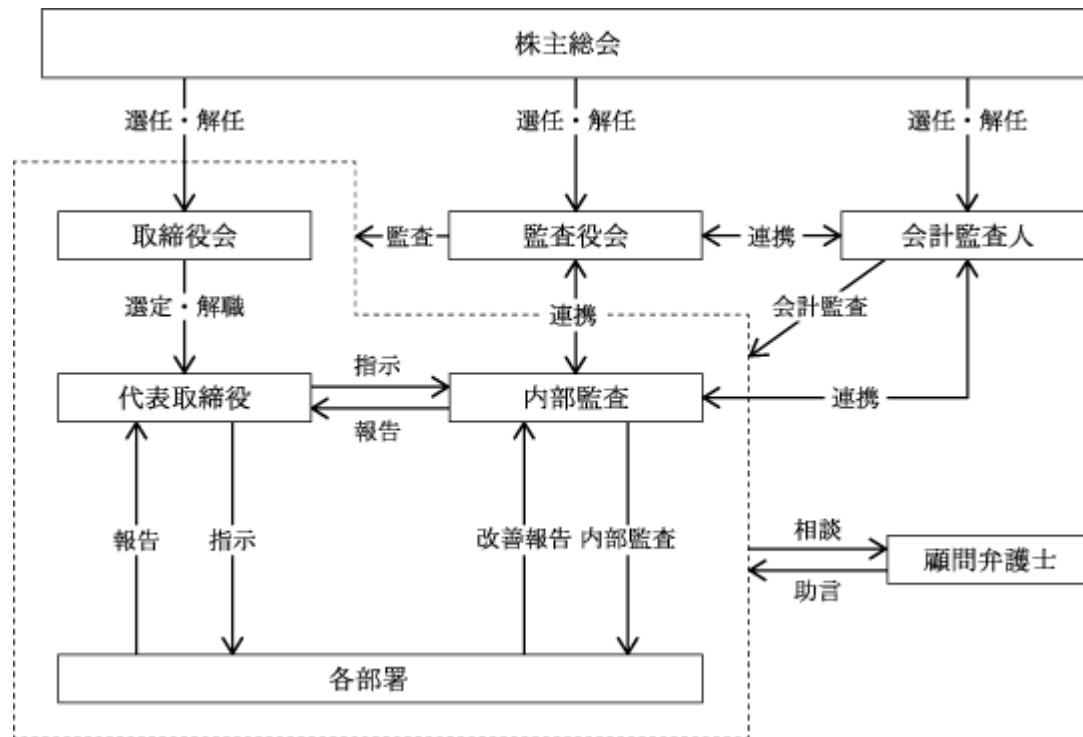 株主総会
選任・解任
選任・解任
選任・解任
取締役会
監査
監査役会
連携
会計監査人
選定・解職
連携
会計監査
代表取締役
指示
報告
内部監査
連携
報告
指示
改善報告
内部監査
相談
助言
顧問弁護士
各部署